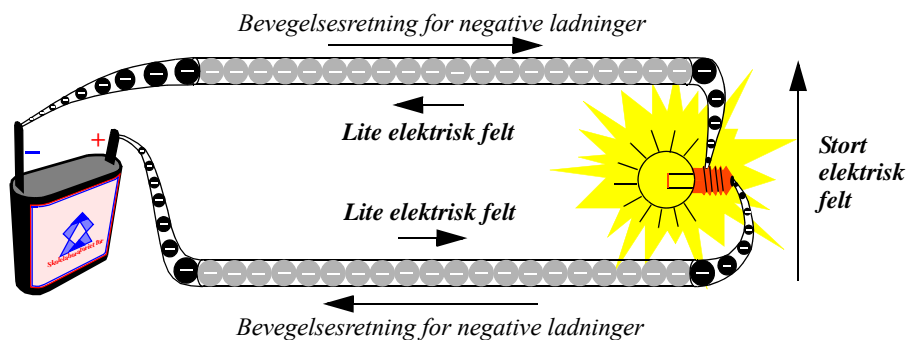 Bevegelsesretning for negative ladninger
Lite elektrisk felt
Stort
elektrisk
felt
Lite elektrisk felt
Bevegelsesretning for negative ladninger